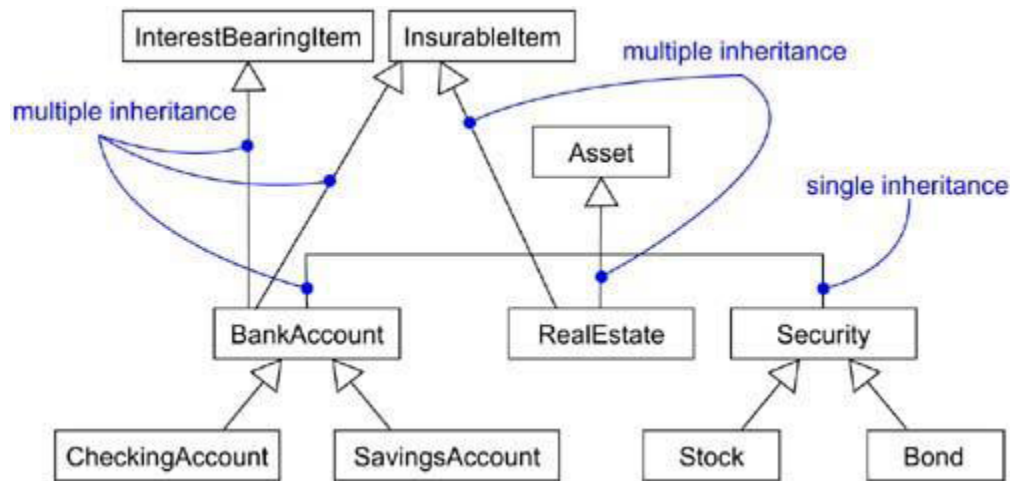 InterestBearingItem
InsurableItem
multiple inheritance
multiple inheritance
Asset
single inheritance
BankAccount
RealEstate
Security
CheckingAccount
SavingsAccount
Stock
Bond